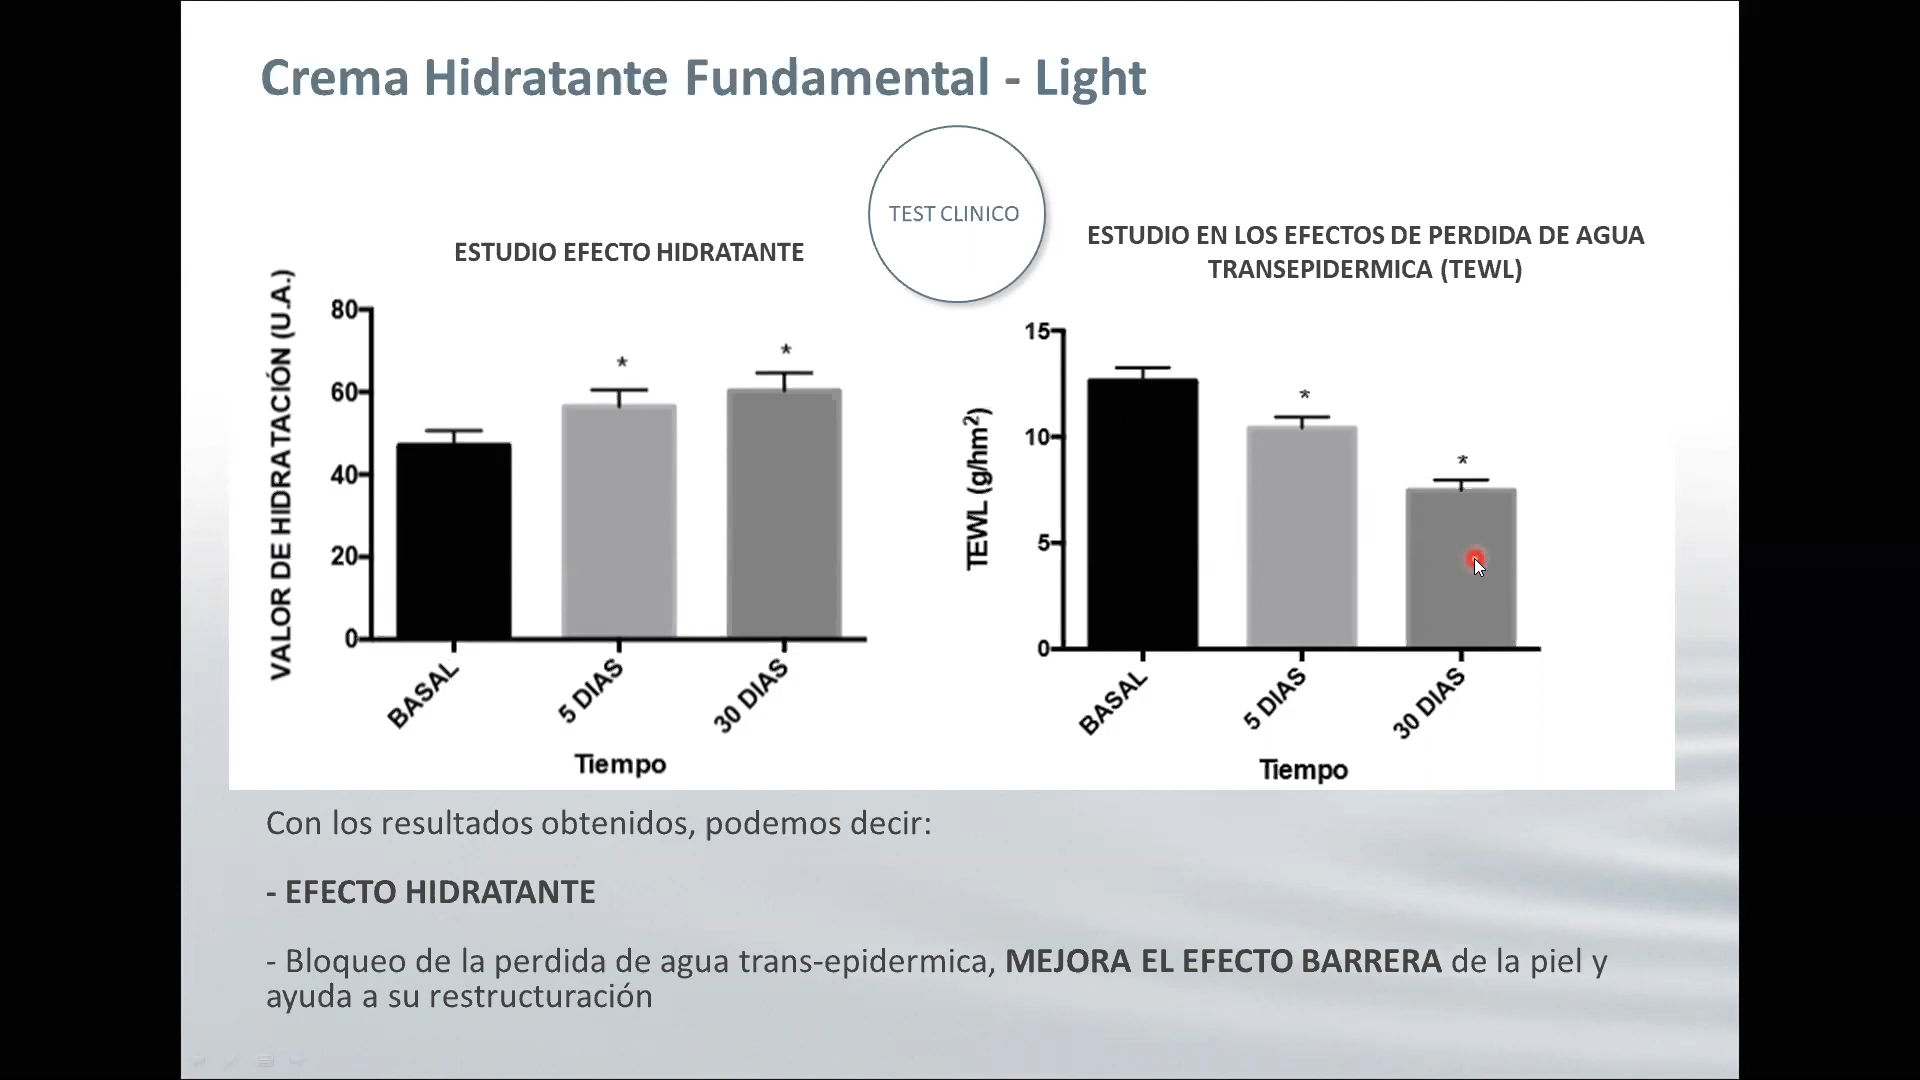 Crema Hidratante Fundamental - Light
TEST CLINICO
ESTUDIO EFECTO HIDRATANTE
VALOR DE HIDRATACIÓN (U.A.)
80
60
40
20
0
*
*
BASAL
5 DIAS
30 DIAS
Tiempo
ESTUDIO EN LOS EFECTOS DE PERDIDA DE AGUA
TRANSEPIDERMICA (TEWL)
TEWL (g/hm²)
15
10
5
0
*
*
BASAL
5 DIAS
30 DIAS
Tiempo
Con los resultados obtenidos, podemos decir:
- EFECTO HIDRATANTE
- Bloqueo de la perdida de agua trans-epidermica, MEJORA EL EFECTO BARRERA de la piel y
ayuda a su restructuración